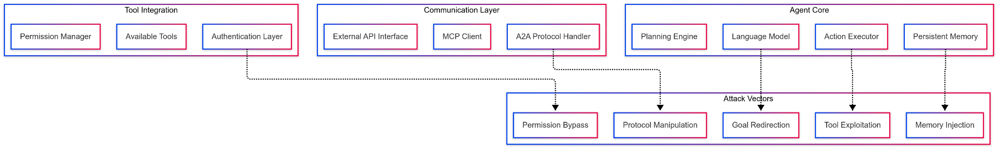 Tool Integration
Permission Manager
Available Tools
Authentication Layer
Communication Layer
External API Interface
MCP Client
A2A Protocol Handler
Agent Core
Planning Engine
Language Model
Action Executor
Persistent Memory
Attack Vectors
Permission Bypass
Protocol Manipulation
Goal Redirection
Tool Exploitation
Memory Injection